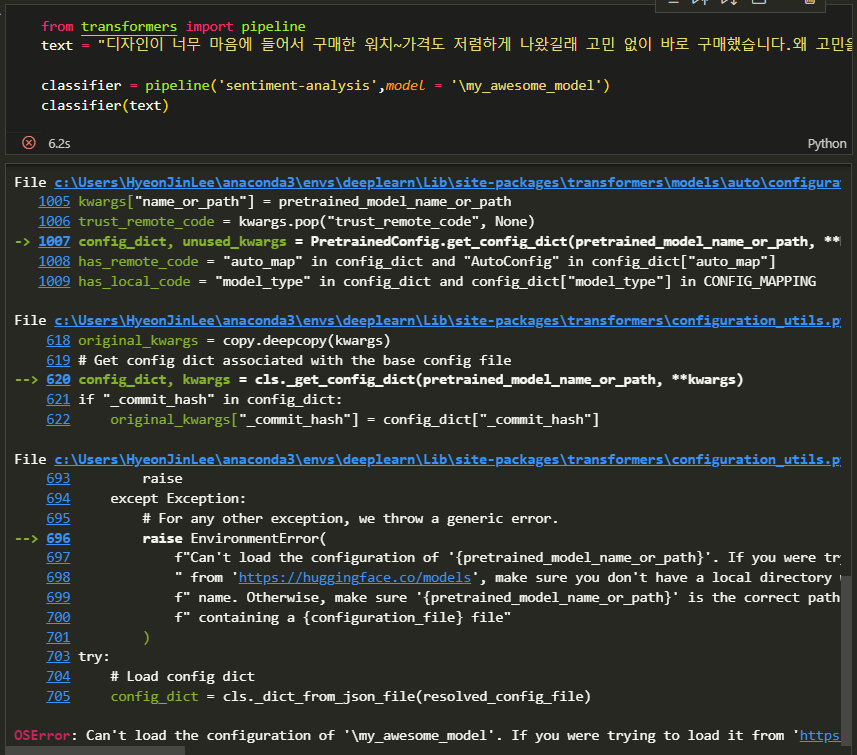 from transformers import pipeline
text = "디자인이 너무 마음에 들어서 구매한 워치~가격도 저렴하게 나왔길래 고민 없이 바로 구매했습니다.왜 고민을
classifier = pipeline('sentiment-analysis',model = '\my_awesome_model')
classifier(text)
6.2s
Python
File c:\Users\HyeonJinLee\anaconda3\envs\deeplearn\Lib\site-packages\transformers\models\auto\configura
1005 kwargs["name_or_path"] = pretrained_model_name_or_path
1006 trust_remote_code = kwargs.pop("trust_remote_code", None)
-> 1007 config_dict, unused_kwargs = PretrainedConfig.get_config_dict(pretrained_model_name_or_path, **
1008 has_remote_code = "auto_map" in config_dict and "AutoConfig" in config_dict["auto_map"]
1009 has_local_code = "model_type" in config_dict and config_dict["model_type"] in CONFIG_MAPPING
File c:\Users\HyeonJinLee\anaconda3\envs\deeplearn\Lib\site-packages\transformers\configuration_utils.py
618 original_kwargs = copy.deepcopy(kwargs)
619 # Get config dict associated with the base config file
--> 620 config_dict, kwargs = cls._get_config_dict(pretrained_model_name_or_path, **kwargs)
621 if "_commit_hash" in config_dict:
622 original_kwargs["_commit_hash"] = config_dict["_commit_hash"]
File c:\Users\HyeonJinLee\anaconda3\envs\deeplearn\Lib\site-packages\transformers\configuration_utils.py
693 raise
694 except Exception:
695 # For any other exception, we throw a generic error.
--> 696 raise EnvironmentError(
697 f"Can't load the configuration of '{pretrained_model_name_or_path}'. If you were try
698 " from 'https://huggingface.co/models', make sure you don't have a local directory
699 f" name. Otherwise, make sure '{pretrained_model_name_or_path}' is the correct path
700 f" containing a {configuration_file} file"
701 )
703 try:
704 # Load config dict
705 config_dict = cls._dict_from_json_file(resolved_config_file)
OSError: Can't load the configuration of '\my_awesome_model'. If you were trying to load it from 'https